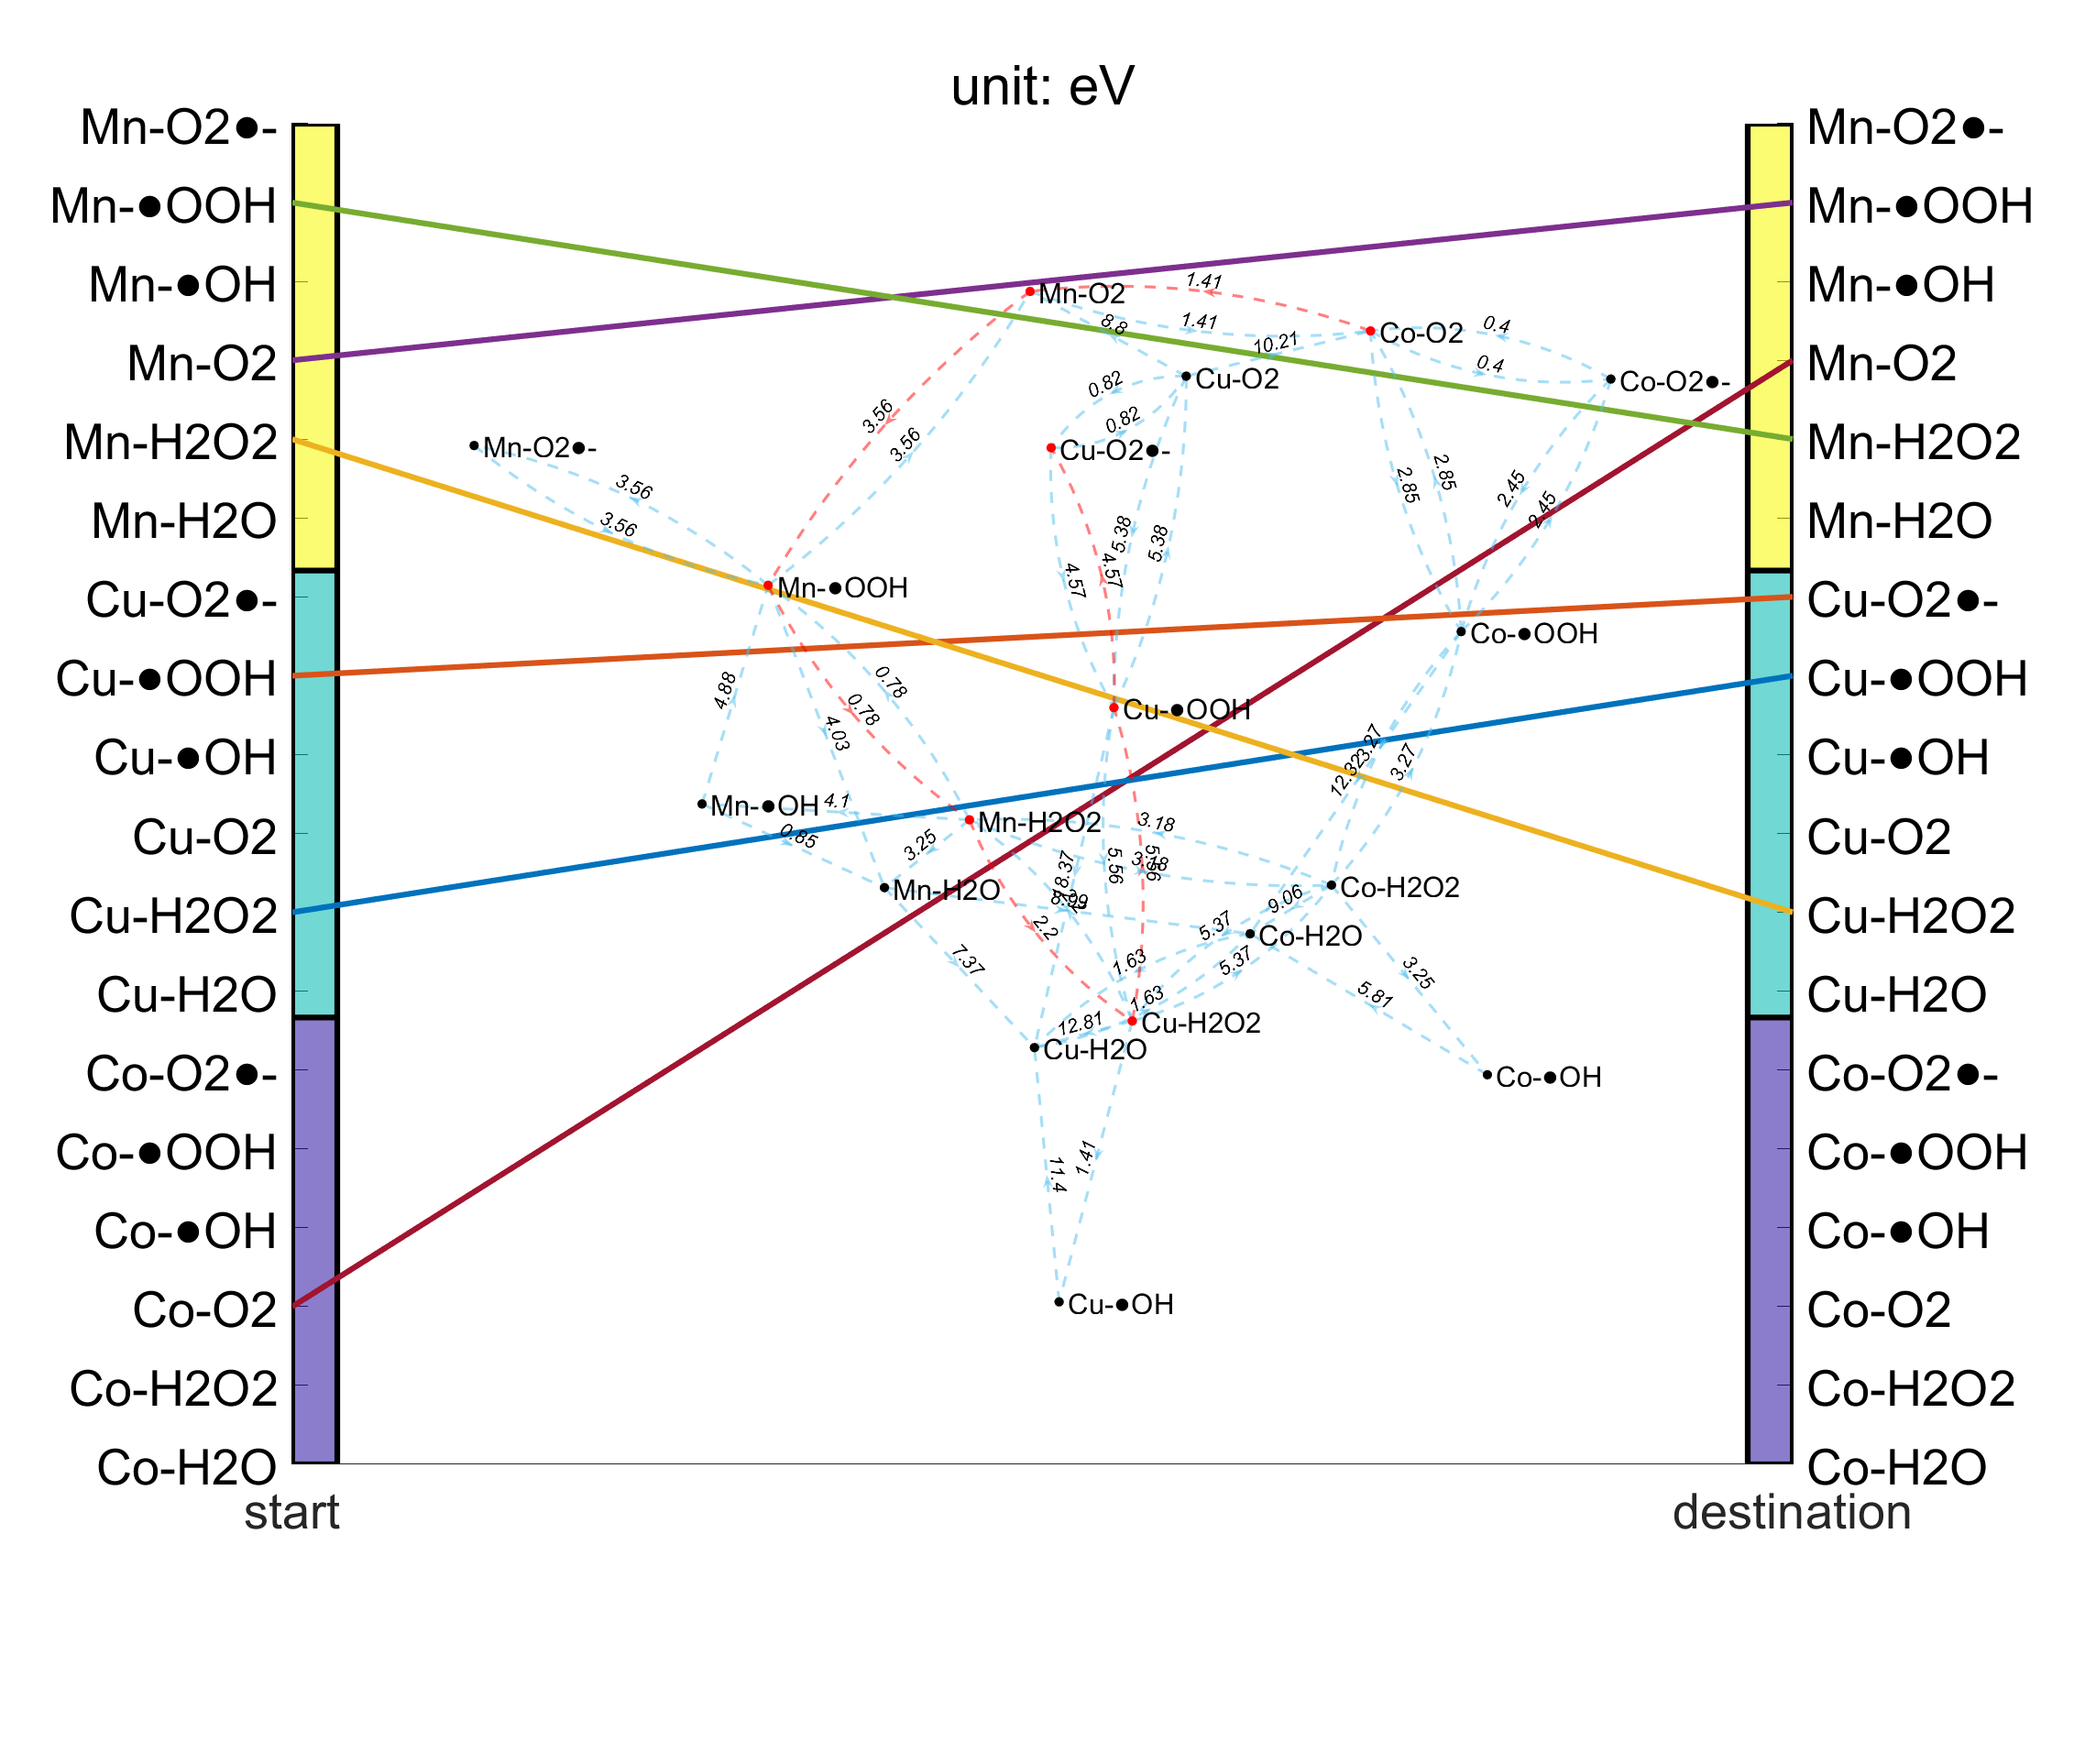 unit: eV
Mn-O2●-
Mn-●OOH
Mn-●OH
Mn-O2
Mn-H2O2
Mn-H2O
Cu-O2●-
Cu-●OOH
Cu-●OH
Cu-O2
Cu-H2O2
Cu-H2O
Co-O2●-
Co-●OOH
Co-●OH
Co-O2
Co-H2O2
Co-H2O
start
Mn-O2
1.41
1.41
8.8
10.21
Co-O2
0.4
0.4
Cu-O2
Co-O2●-
0.82
0.82
3.56
3.56
Mn-O2●-
Cu-O2●-
3.56
3.56
2.85
2.85
2.45
2.45
5.38
5.38
4.57
4.57
Mn-●OOH
Co-●OOH
4.88
0.78
0.78
4.03
Cu-●OOH
3.27
12.32
3.27
Mn-●OH
4.1
Mn-H2O2
3.18
0.85
3.25
3.18
5.56
5.56
8.37
Mn-H2O
Co-H2O2
8.99
9.06
2.2
5.37
Co-H2O
7.37
1.63
5.37
3.25
1.63
5.81
12.81
Cu-H2O2
Cu-H2O
Co-●OH
11.4
1.41
Cu-●OH
Mn-O2●-
Mn-●OOH
Mn-●OH
Mn-O2
Mn-H2O2
Mn-H2O
Cu-O2●-
Cu-●OOH
Cu-●OH
Cu-O2
Cu-H2O2
Cu-H2O
Co-O2●-
Co-●OOH
Co-●OH
Co-O2
Co-H2O2
Co-H2O
destination